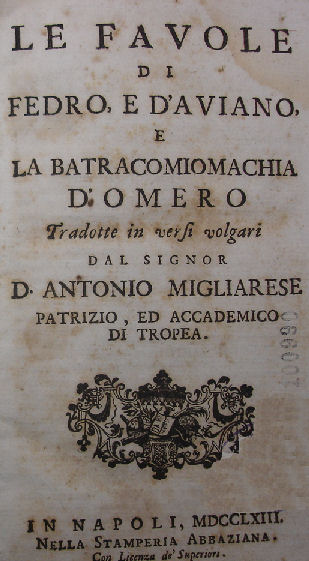 LE FAVOLE
DI
FEDRO, E D'AVIANO,
E
LA BATRACOMIOMACHIA
D'OMERO
Tradotte in versi volgari
DAL SIGNOR
D. ANTONIO MIGLIARESE
PATRIZIO, ED ACCADEMICO
DI TROPEA.
100990
IN NAPOLI, MDCCLXIII.
NELLA STAMPERIA ABBAZIANA.
Con Licenza de' Superiori.